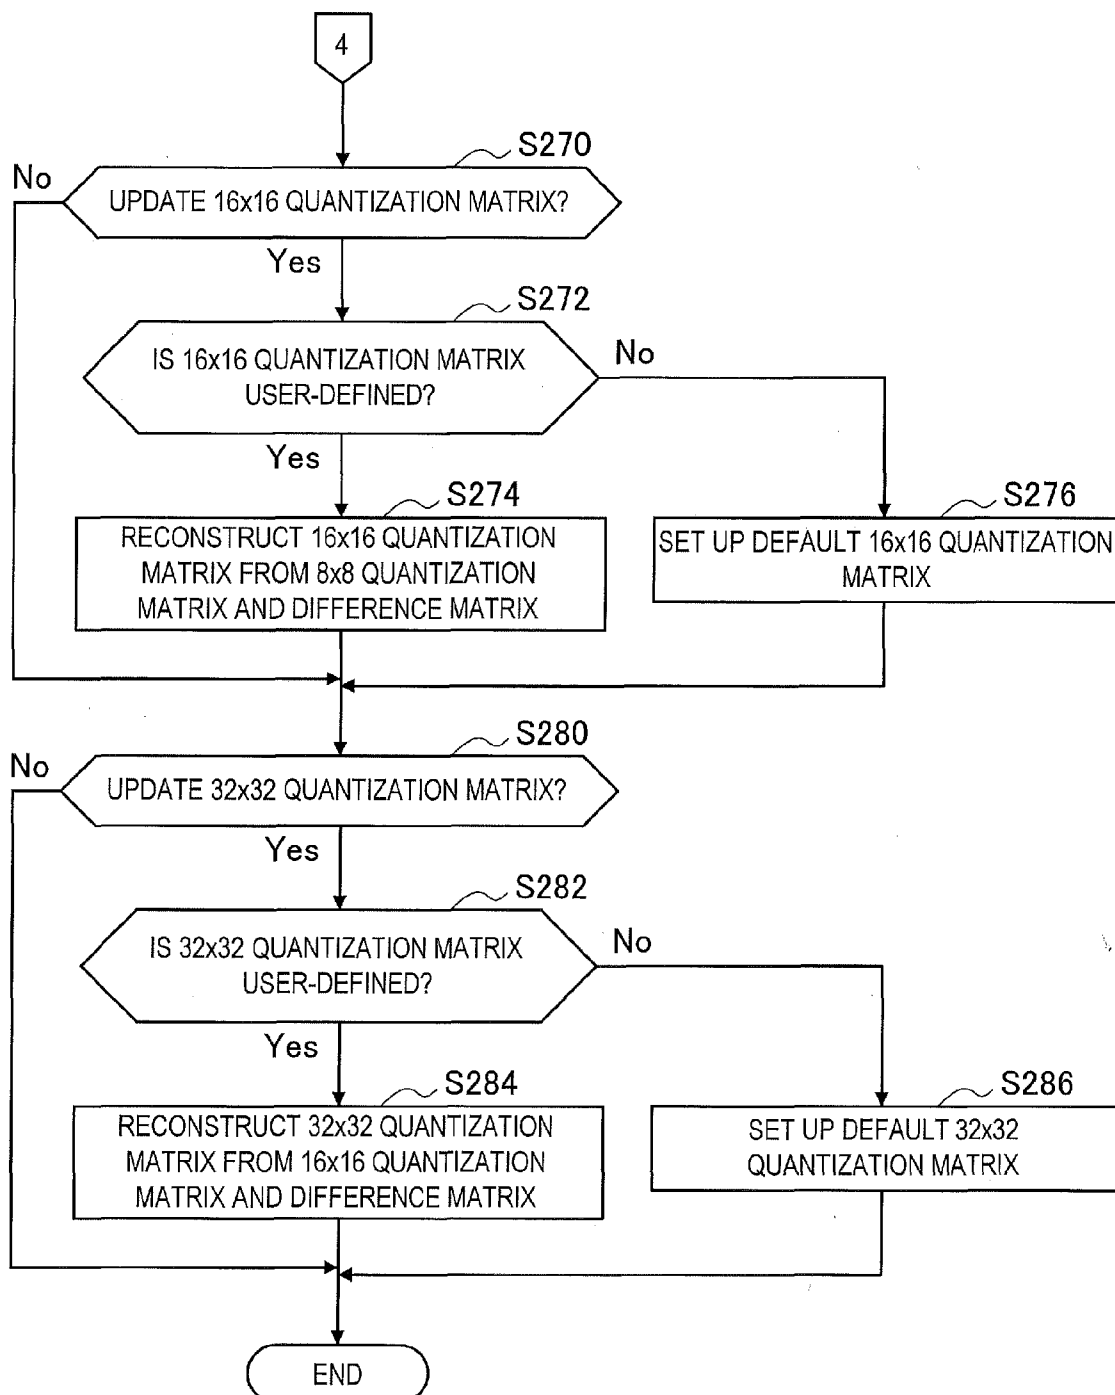 4
S270
No
UPDATE 16x16 QUANTIZATION MATRIX?
Yes
S272
IS 16x16 QUANTIZATION MATRIX
USER-DEFINED?
No
Yes
S274
RECONSTRUCT 16x16 QUANTIZATION
MATRIX FROM 8x8 QUANTIZATION
MATRIX AND DIFFERENCE MATRIX
S276
SET UP DEFAULT 16x16 QUANTIZATION
MATRIX
S280
No
UPDATE 32x32 QUANTIZATION MATRIX?
Yes
S282
IS 32x32 QUANTIZATION MATRIX
USER-DEFINED?
No
Yes
S284
RECONSTRUCT 32x32 QUANTIZATION
MATRIX FROM 16x16 QUANTIZATION
MATRIX AND DIFFERENCE MATRIX
S286
SET UP DEFAULT 32x32
QUANTIZATION MATRIX
END